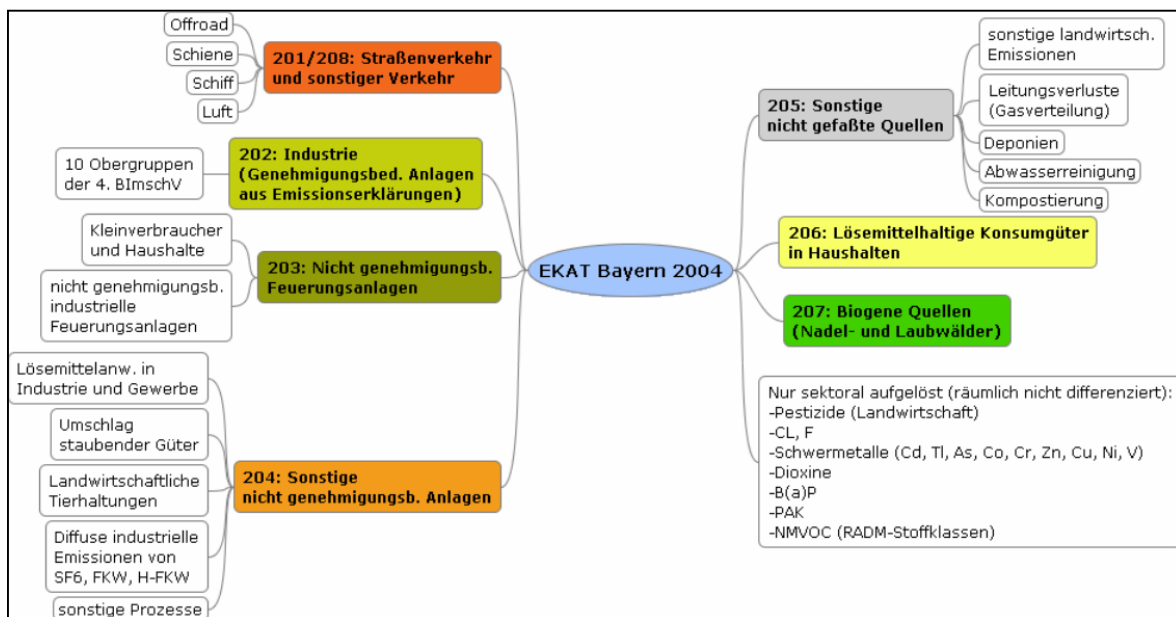 Offroad
Schiene
Schiff
Luft
201/208: Straßenverkehr
und sonstiger Verkehr
10 Obergruppen
der 4. BImschV
202: Industrie
(Genehmigungsbed. Anlagen
aus Emissionserklärungen)
Kleinverbraucher
und Haushalte
nicht genehmigungsb.
industrielle
Feuerungsanlagen
203: Nicht genehmigungsb.
Feuerungsanlagen
Lösemittelanw. in
Industrie und Gewerbe
Umschlag
staubender Güter
Landwirtschaftliche
Tierhaltungen
Diffuse industrielle
Emissionen von
SF6, FKW, H-FKW
sonstige Prozesse
204: Sonstige
nicht genehmigungsb. Anlagen
EKAT Bayern 2004
205: Sonstige
nicht gefaßte Quellen
sonstige landwirtsch.
Emissionen
Leitungsverluste
(Gasverteilung)
Deponien
Abwasserreinigung
Kompostierung
206: Lösemittelhaltige Konsumgüter
in Haushalten
207: Biogene Quellen
(Nadel- und Laubwälder)
Nur sektoral aufgelöst (räumlich nicht differenziert):
-Pestizide (Landwirtschaft)
-CL, F
-Schwermetalle (Cd, Tl, As, Co, Cr, Zn, Cu, Ni, V)
-Dioxine
-B(a)P
-PAK
-NMVOC (RADM-Stoffklassen)